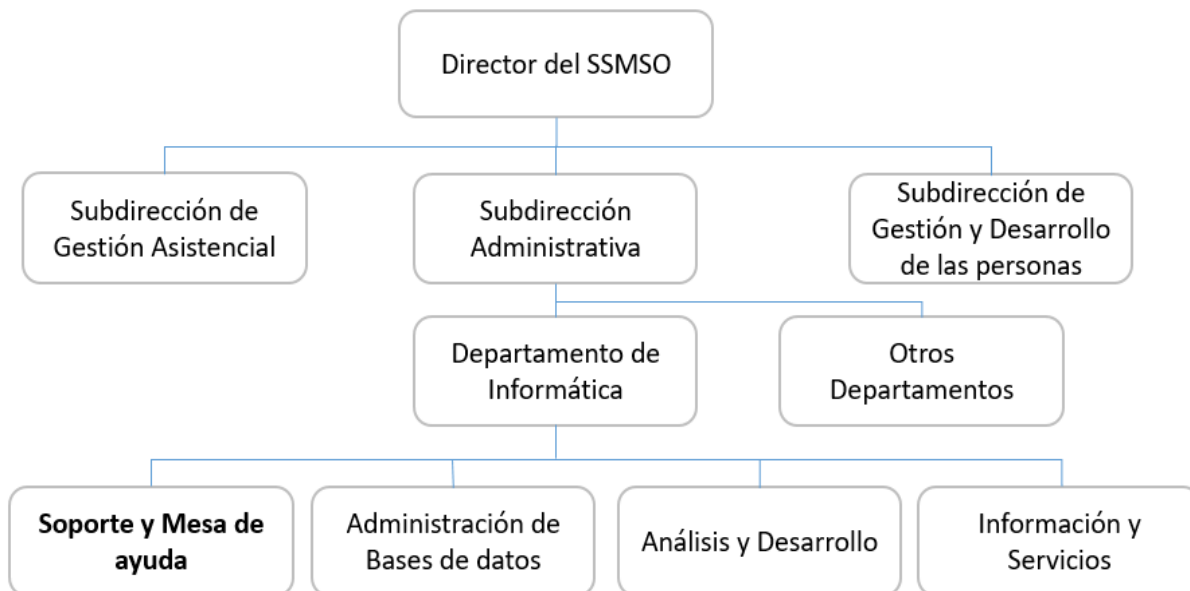 Director del SSMSO
Subdirección de
Gestión Asistencial
Subdirección
Administrativa
Subdirección de
Gestión y Desarrollo
de las personas
Departamento de
Informática
Otros
Departamentos
Soporte y Mesa de
ayuda
Administración de
Bases de datos
Análisis y Desarrollo
Información y
Servicios